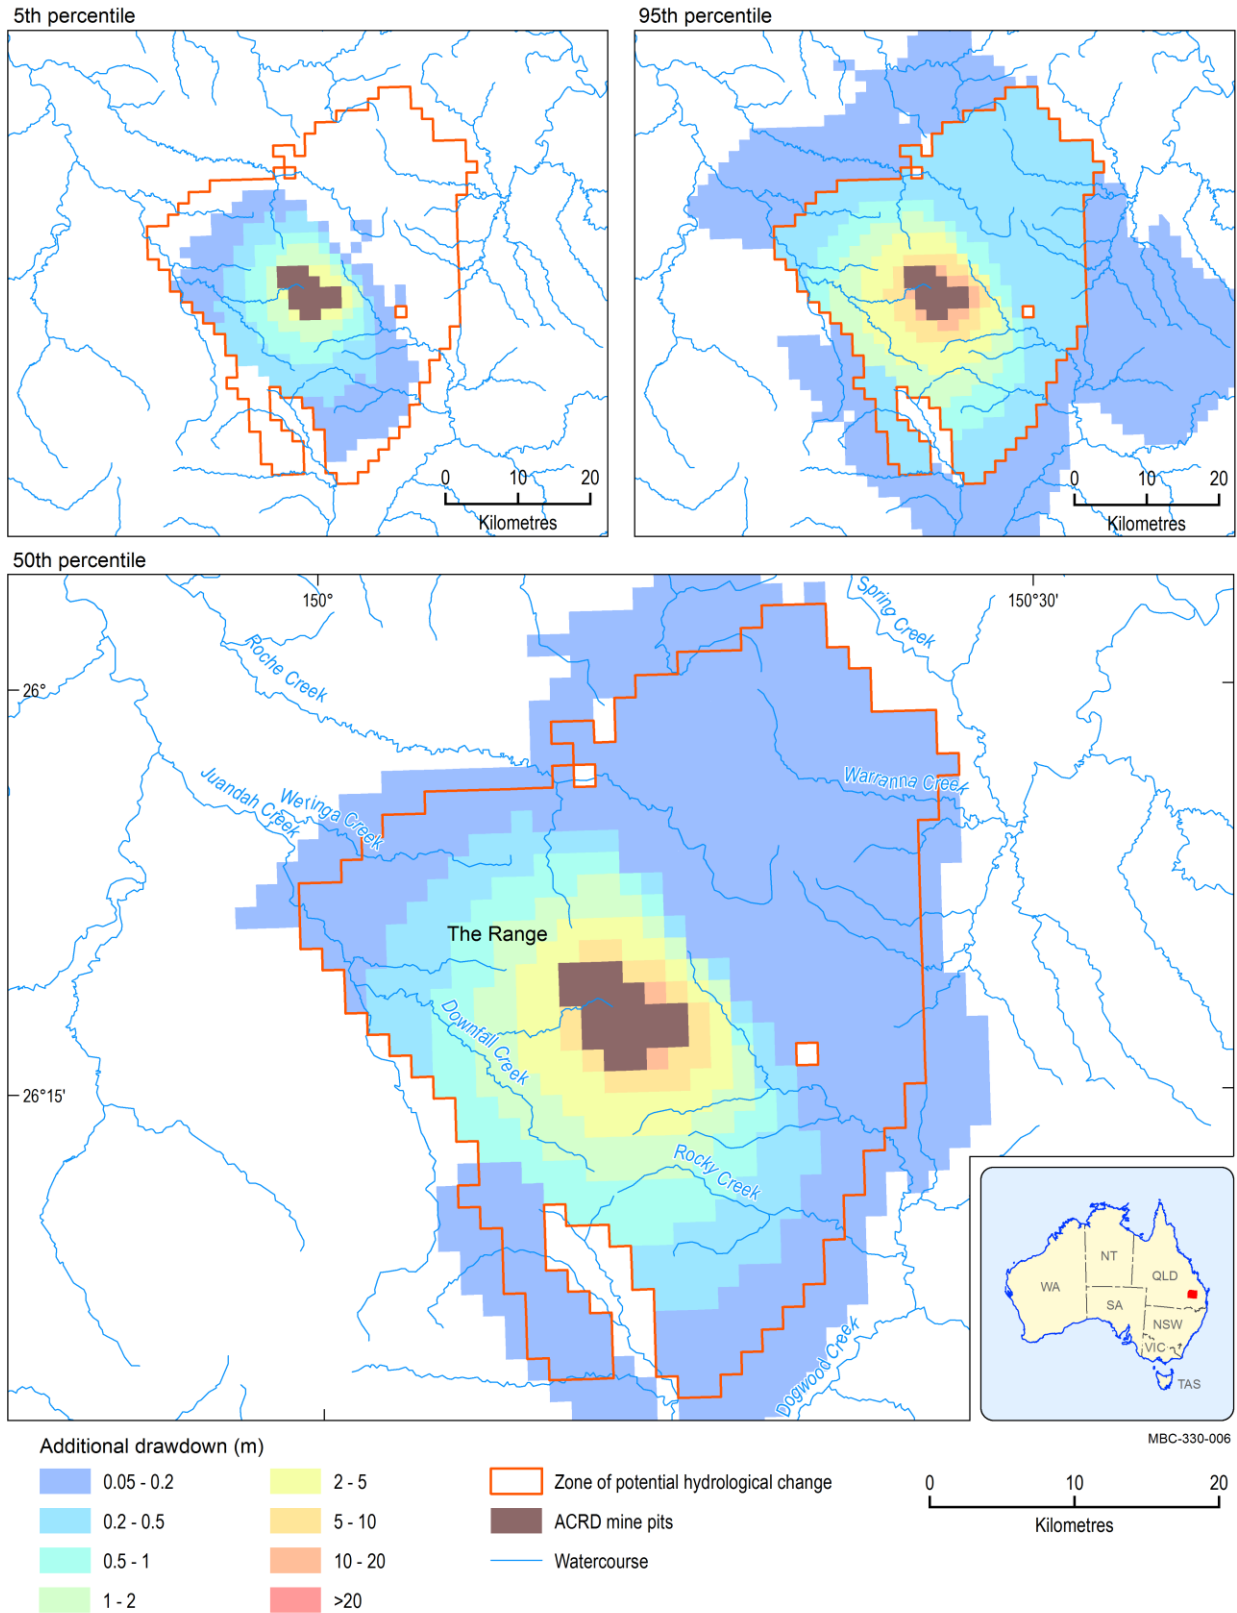 5th percentile
95th percentile
0 10 20
Kilometres
0 10 20
Kilometres
50th percentile
150°
150°30'
26°
26°15'
Spring Creek
Roche Creek
Juandah Creek
Weringa Creek
Warranna Creek
The Range
Downfall Creek
Rocky Creek
Dogwood Creek
WA
NT
QLD
SA
NSW
VIC
TAS
MBC-330-006
Additional drawdown (m)
0.05 - 0.2
0.2 - 0.5
0.5 - 1
1 - 2
2 - 5
5 - 10
10 - 20
>20
Zone of potential hydrological change
ACRD mine pits
Watercourse
0 10 20
Kilometres